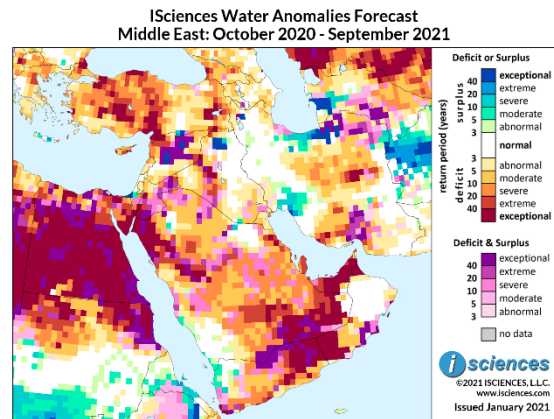 ISciences Water Anomalies Forecast
Middle East: October 2020 - September 2021
Deficit or Surplus
return period (years)
surplus
40 exceptional
20 extreme
10 severe
5 moderate
3 abnormal
normal
deficit
3 abnormal
5 moderate
10 severe
20 extreme
40 exceptional
Deficit & Surplus
40 exceptional
20 extreme
10 severe
5 moderate
3 abnormal
no data
isciences
©2021 ISCIENCES, L.L.C.
www.isciences.com
Issued January 2021